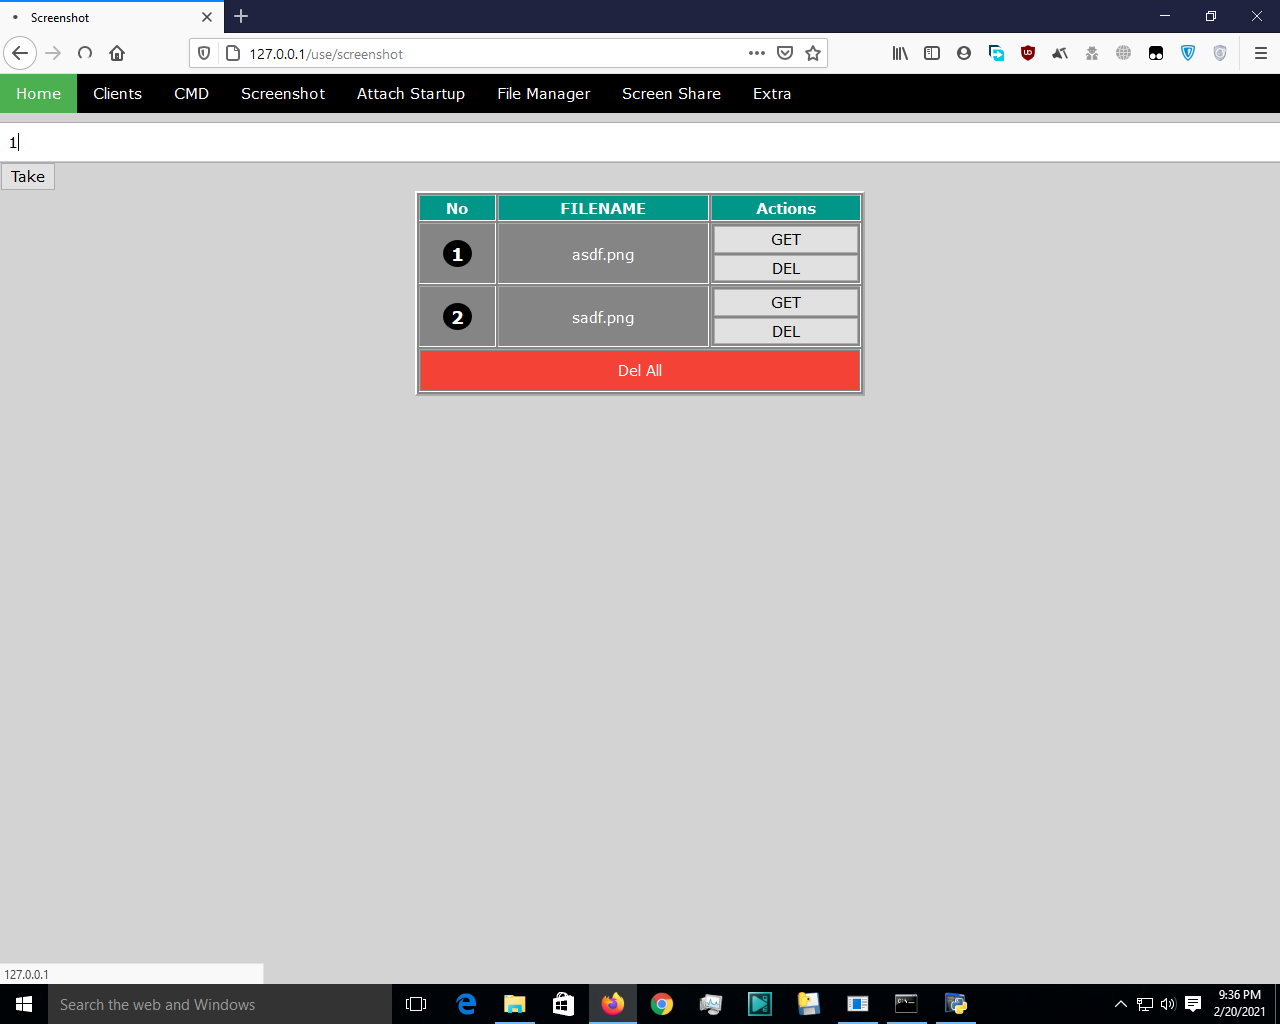 Screenshot
127.0.0.1/use/screenshot
Home Clients CMD Screenshot Attach Startup File Manager Screen Share Extra
1
Take
No FILENAME Actions
1 asdf.png GET
DEL
2 sadf.png GET
DEL
Del All
127.0.0.1
Search the web and Windows
9:36 PM
2/20/2021